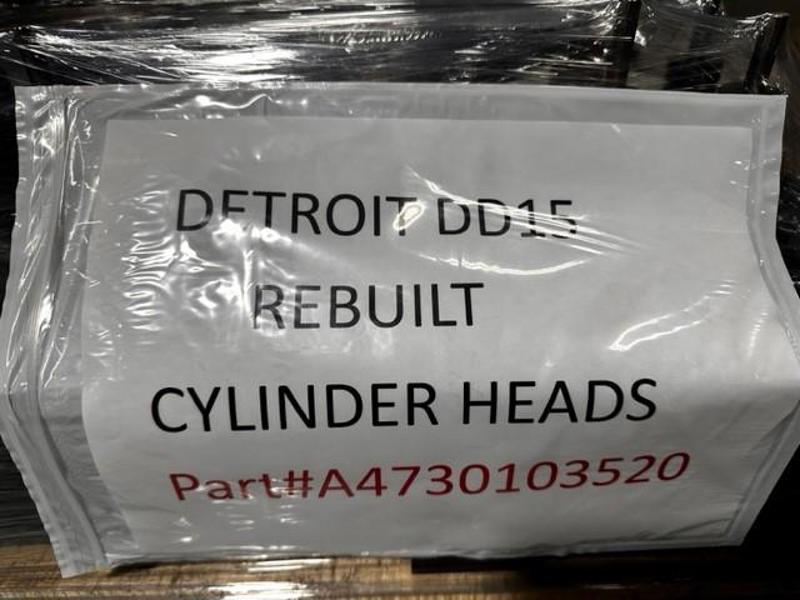 DETROIT DD15
REBUILT
CYLINDER HEADS
Part#A4730103520